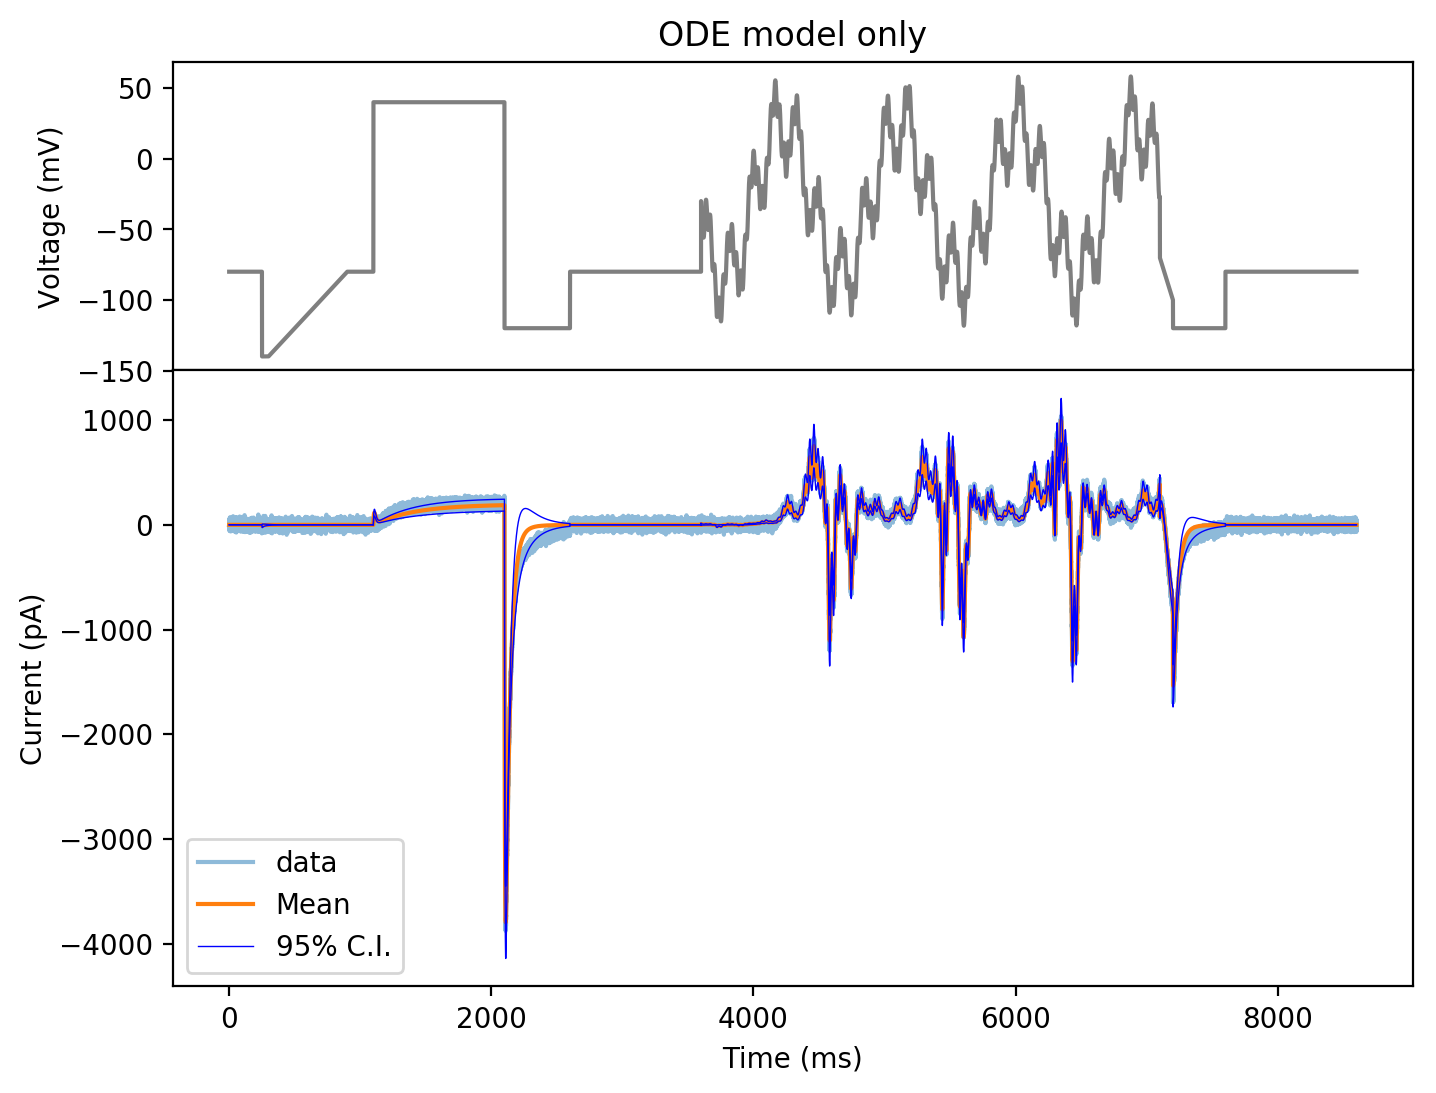 ODE model only
Voltage (mV)
50
0
−50
−100
−150
Current (pA)
1000
0
−1000
−2000
−3000
−4000
data
Mean
95% C.I.
0 2000 4000 6000 8000
Time (ms)